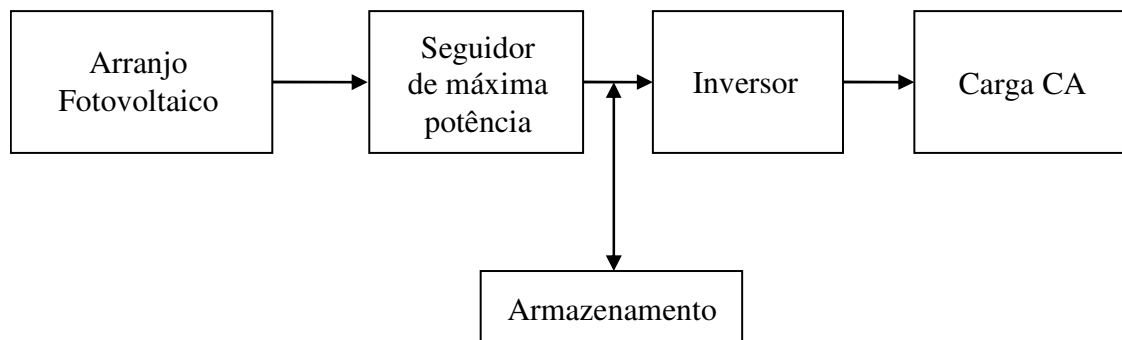 Arranjo
Fotovoltaico
Seguidor
de máxima
potência
Inversor
Carga CA
Armazenamento